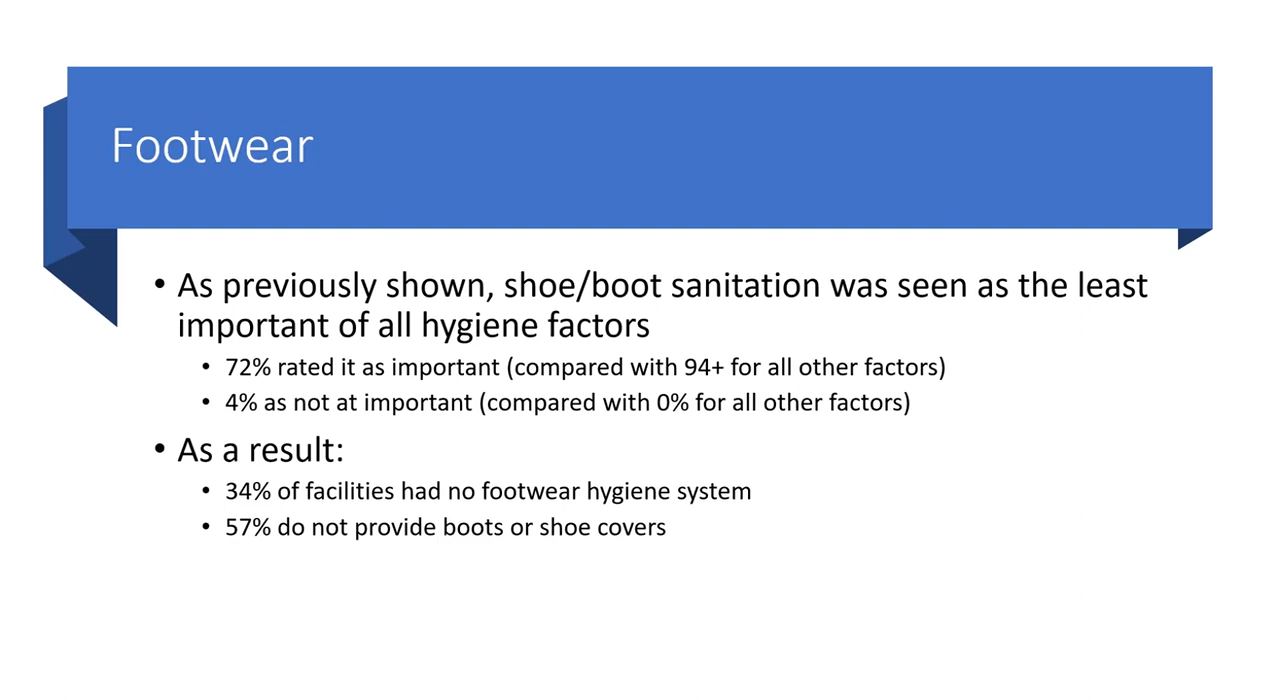 Footwear
• As previously shown, shoe/boot sanitation was seen as the least
important of all hygiene factors
• 72% rated it as important (compared with 94+ for all other factors)
• 4% as not at important (compared with 0% for all other factors)
• As a result:
• 34% of facilities had no footwear hygiene system
• 57% do not provide boots or shoe covers